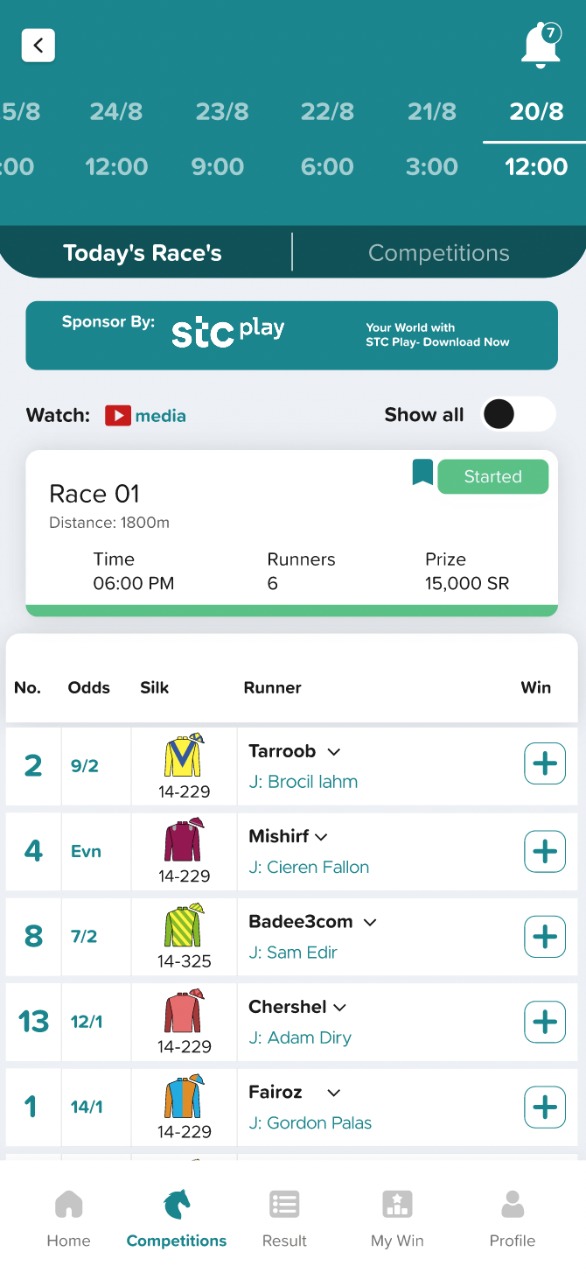 7
5/8 24/8 23/8 22/8 21/8 20/8
:00 12:00 9:00 6:00 3:00 12:00
Today's Race's Competitions
Sponsor By: stc play Your World with
STC Play- Download Now
Watch: media Show all
Started
Race 01
Distance: 1800m
Time Runners Prize
06:00 PM 6 15,000 SR
No. Odds Silk Runner Win
2 9/2 14-229 Tarroob
J: Brocil lahm
4 Evn 14-229 Mishirf
J: Cieren Fallon
8 7/2 14-325 Badee3com
J: Sam Edir
13 12/1 14-229 Chershel
J: Adam Diry
1 14/1 14-229 Fairoz
J: Gordon Palas
Home Competitions Result My Win Profile